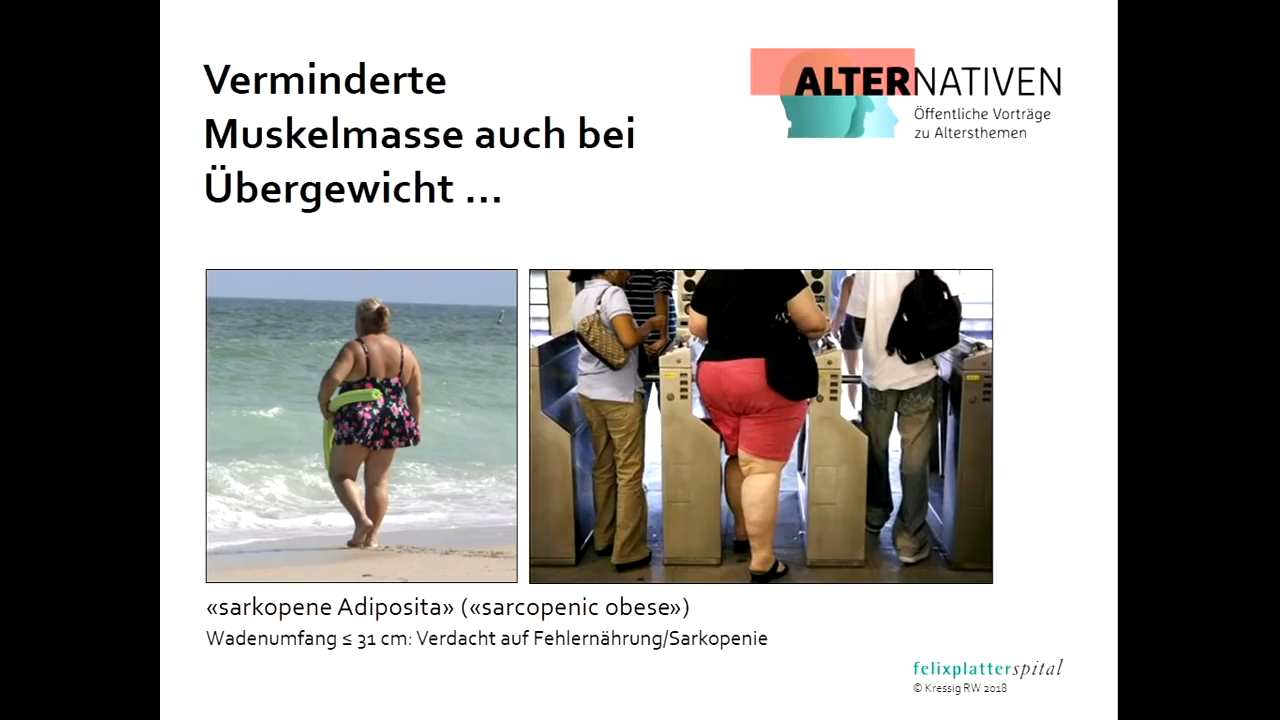 Verminderte
Muskelmasse auch bei
Übergewicht ...
ALTERNATIVEN
Öffentliche Vorträge
zu Altersthemen
«sarkopene Adiposita» («sarcopenic obese»)
Wadenumfang ≤ 31 cm: Verdacht auf Fehlernährung/Sarkopenie
felixplatterspital
© Kressig RW 2018